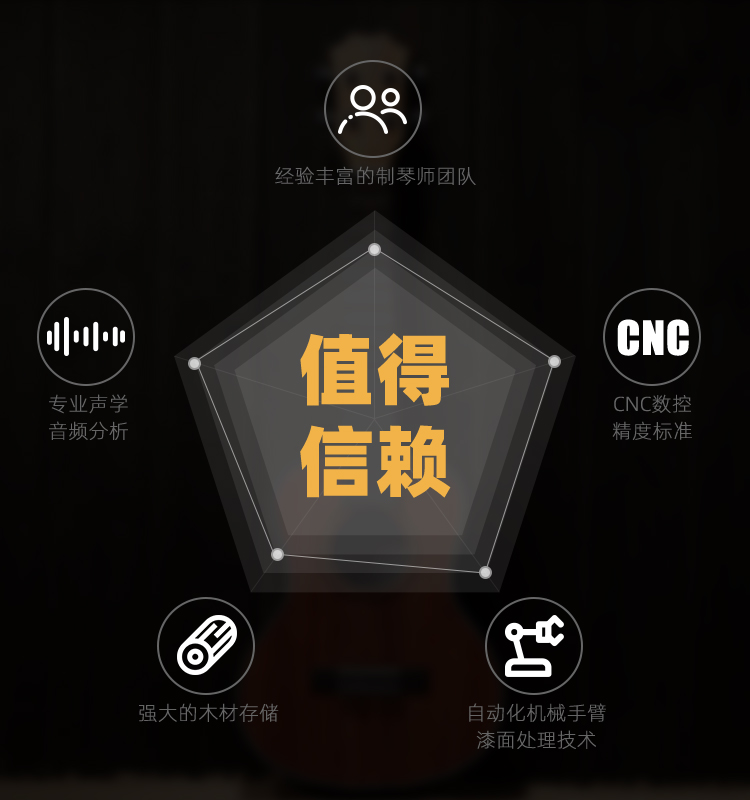 经验丰富的制琴师团队
值得
信赖
专业声学
音频分析
CNC
CNC数控
精度标准
强大的木材存储
自动化机械手臂
漆面处理技术